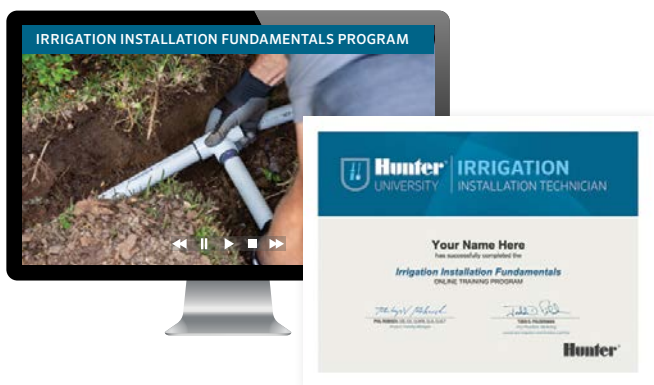 IRRIGATION INSTALLATION FUNDAMENTALS PROGRAM
Hunter® IRRIGATION
UNIVERSITY INSTALLATION TECHNICIAN
Your Name Here
has successfully completed the
Irrigation Installation Fundamentals
ONLINE TRAINING PROGRAM
Hunter®